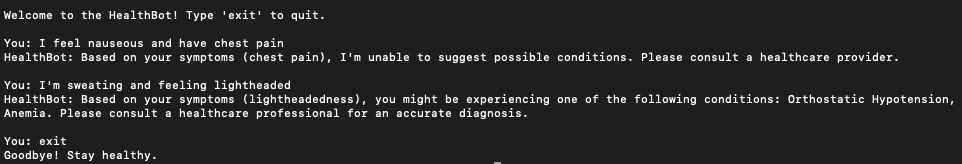 Welcome to the HealthBot! Type 'exit' to quit.
You: I feel nauseous and have chest pain
HealthBot: Based on your symptoms (chest pain), I'm unable to suggest possible conditions. Please consult a healthcare provider.
You: I'm sweating and feeling lightheaded
HealthBot: Based on your symptoms (lightheadedness), you might be experiencing one of the following conditions: Orthostatic Hypotension,
Anemia. Please consult a healthcare professional for an accurate diagnosis.
You: exit
Goodbye! Stay healthy.